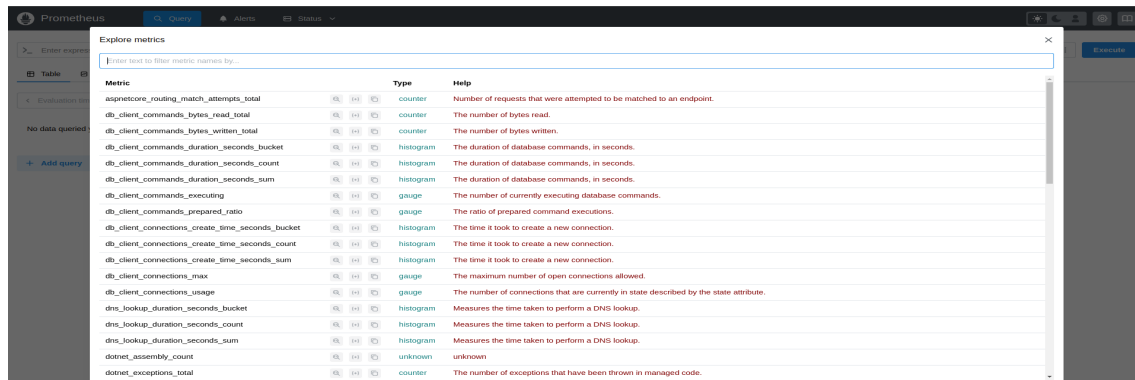 Prometheus Query Alerts Status
Explore metrics
Enter expres
Execute
Enter text to filter metric names by...
Table
Metric Type Help
Evaluation tim
aspnetcore_routing_match_attempts_total counter Number of requests that were attempted to be matched to an endpoint.
db_client_commands_bytes_read_total counter The number of bytes read.
No data queried
db_client_commands_bytes_written_total counter The number of bytes written.
db_client_commands_duration_seconds_bucket histogram The duration of database commands, in seconds.
Add query
db_client_commands_duration_seconds_count histogram The duration of database commands, in seconds.
db_client_commands_duration_seconds_sum histogram The duration of database commands, in seconds.
db_client_commands_executing gauge The number of currently executing database commands.
db_client_commands_prepared_ratio gauge The ratio of prepared command executions.
db_client_connections_create_time_seconds_bucket histogram The time it took to create a new connection.
db_client_connections_create_time_seconds_count histogram The time it took to create a new connection.
db_client_connections_create_time_seconds_sum histogram The time it took to create a new connection.
db_client_connections_max gauge The maximum number of open connections allowed.
db_client_connections_usage gauge The number of connections that are currently in state described by the state attribute.
dns_lookup_duration_seconds_bucket histogram Measures the time taken to perform a DNS lookup.
dns_lookup_duration_seconds_count histogram Measures the time taken to perform a DNS lookup.
dns_lookup_duration_seconds_sum histogram Measures the time taken to perform a DNS lookup.
dotnet_assembly_count unknown unknown
dotnet_exceptions_total counter The number of exceptions that have been thrown in managed code.